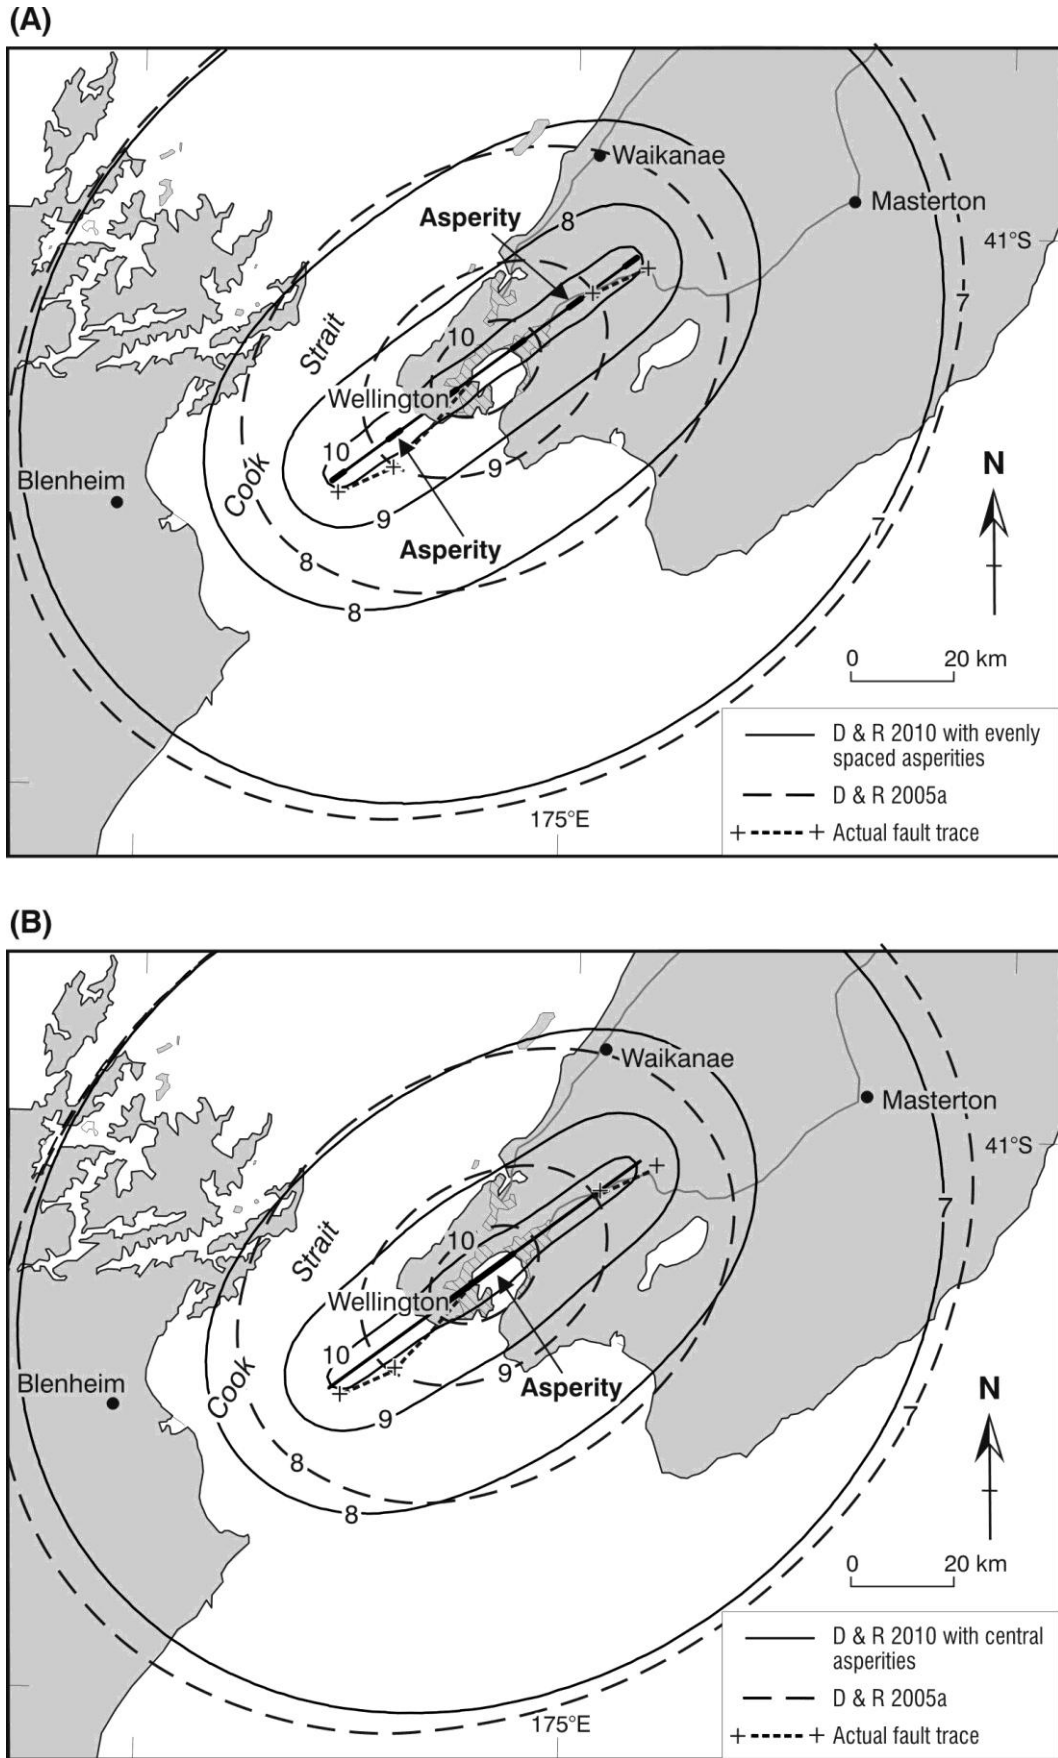 (A)
Waikanae
Masterton
Asperity
8
41°S
7
Strait
10
Wellington
10
9
Blenheim
Cook
9
N
7
Asperity
8
8
0 20 km
D & R 2010 with evenly
spaced asperities
D & R 2005a
175°E
Actual fault trace
(B)
Waikanae
Masterton
41°S
7
Strait
10
Wellington
10
9
Asperity
Blenheim
Cook
N
9
7
8
8
0 20 km
D & R 2010 with central
asperities
D & R 2005a
175°E
Actual fault trace